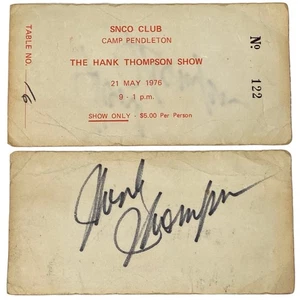 SNCO CLUB
CAMP PENDLETON
THE HANK THOMPSON SHOW
21 MAY 1976
9 - 1 p.m.
SHOW ONLY - $5.00 Per Person
TABLE NO. 16
No 122
Hank
Thompson